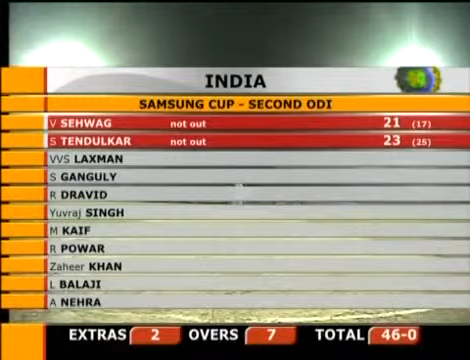 INDIA
SAMSUNG CUP - SECOND ODI
V SEHWAG not out 21 (17)
S TENDULKAR not out 23 (25)
VVS LAXMAN
S GANGULY
R DRAVID
Yuvraj SINGH
M KAIF
R POWAR
Zaheer KHAN
L BALAJI
A NEHRA
EXTRAS 2 OVERS 7 TOTAL 46-0